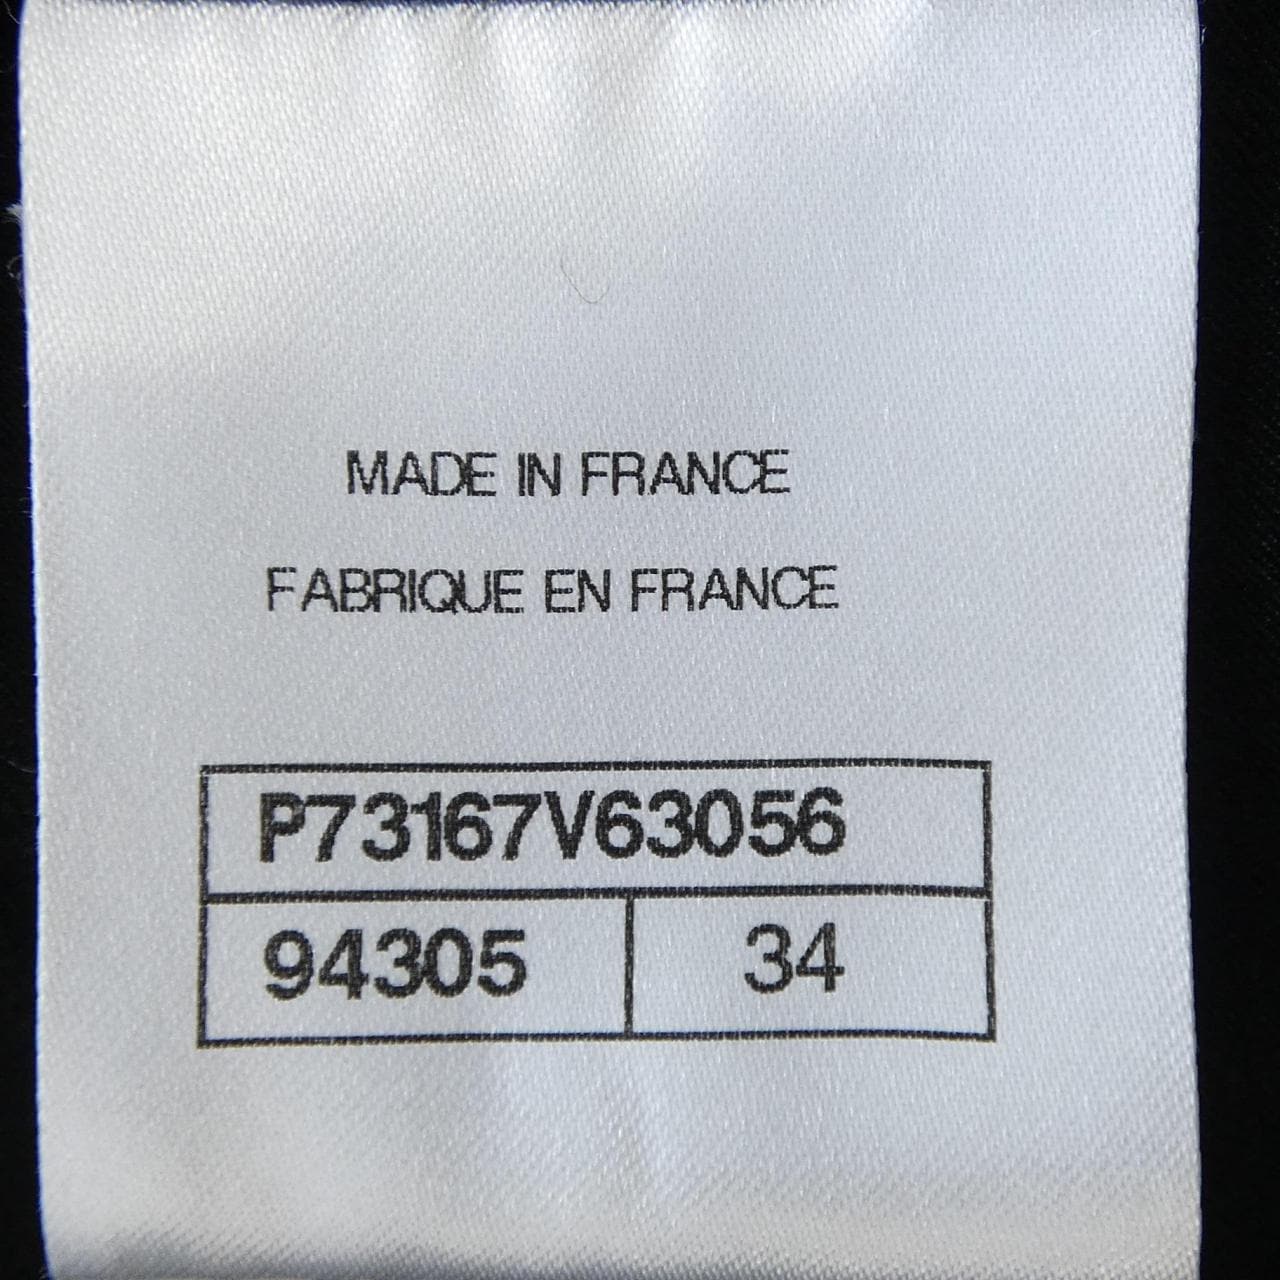 MADE IN FRANCE
FABRIQUE EN FRANCE
P73167V63056
94305 34